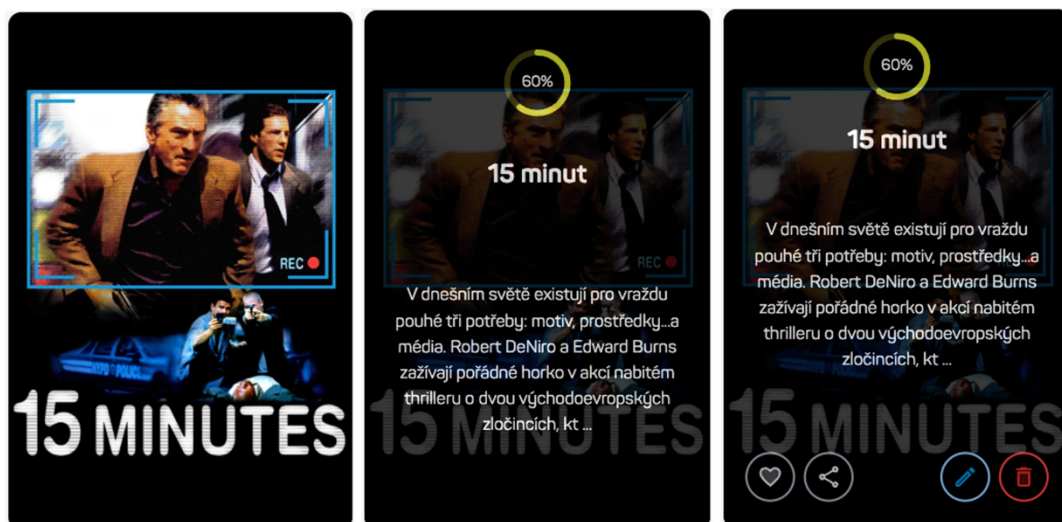 REC
NYPD POLICE
15 MINUTES
60%
15 minut
V dnešním světě existují pro vraždu
pouhé tři potřeby: motiv, prostředky...a
média. Robert DeNiro a Edward Burns
zažívají pořádné horko v akcí nabitém
thrilleru o dvou východoevropských
zločincích, kt ...
REC
15 MINUTES
60%
15 minut
V dnešním světě existují pro vraždu
pouhé tři potřeby: motiv, prostředky...a
média. Robert DeNiro a Edward Burns
zažívají pořádné horko v akcí nabitém
thrilleru o dvou východoevropských
zločincích, kt ...
15 MINUTES